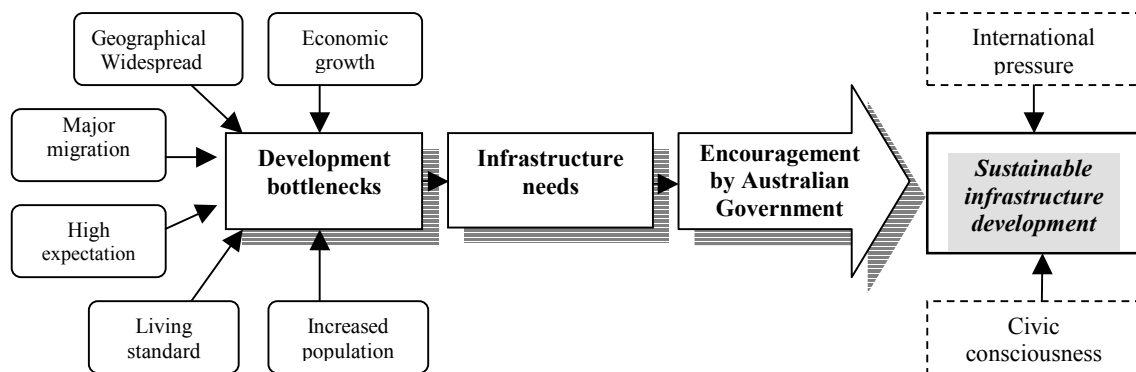 Geographical
Widespread
Economic
growth
International
pressure
Major
migration
Development
bottlenecks
Infrastructure
needs
Encouragement
by Australian
Government
Sustainable
infrastructure
development
High
expectation
Living
standard
Increased
population
Civic
consciousness